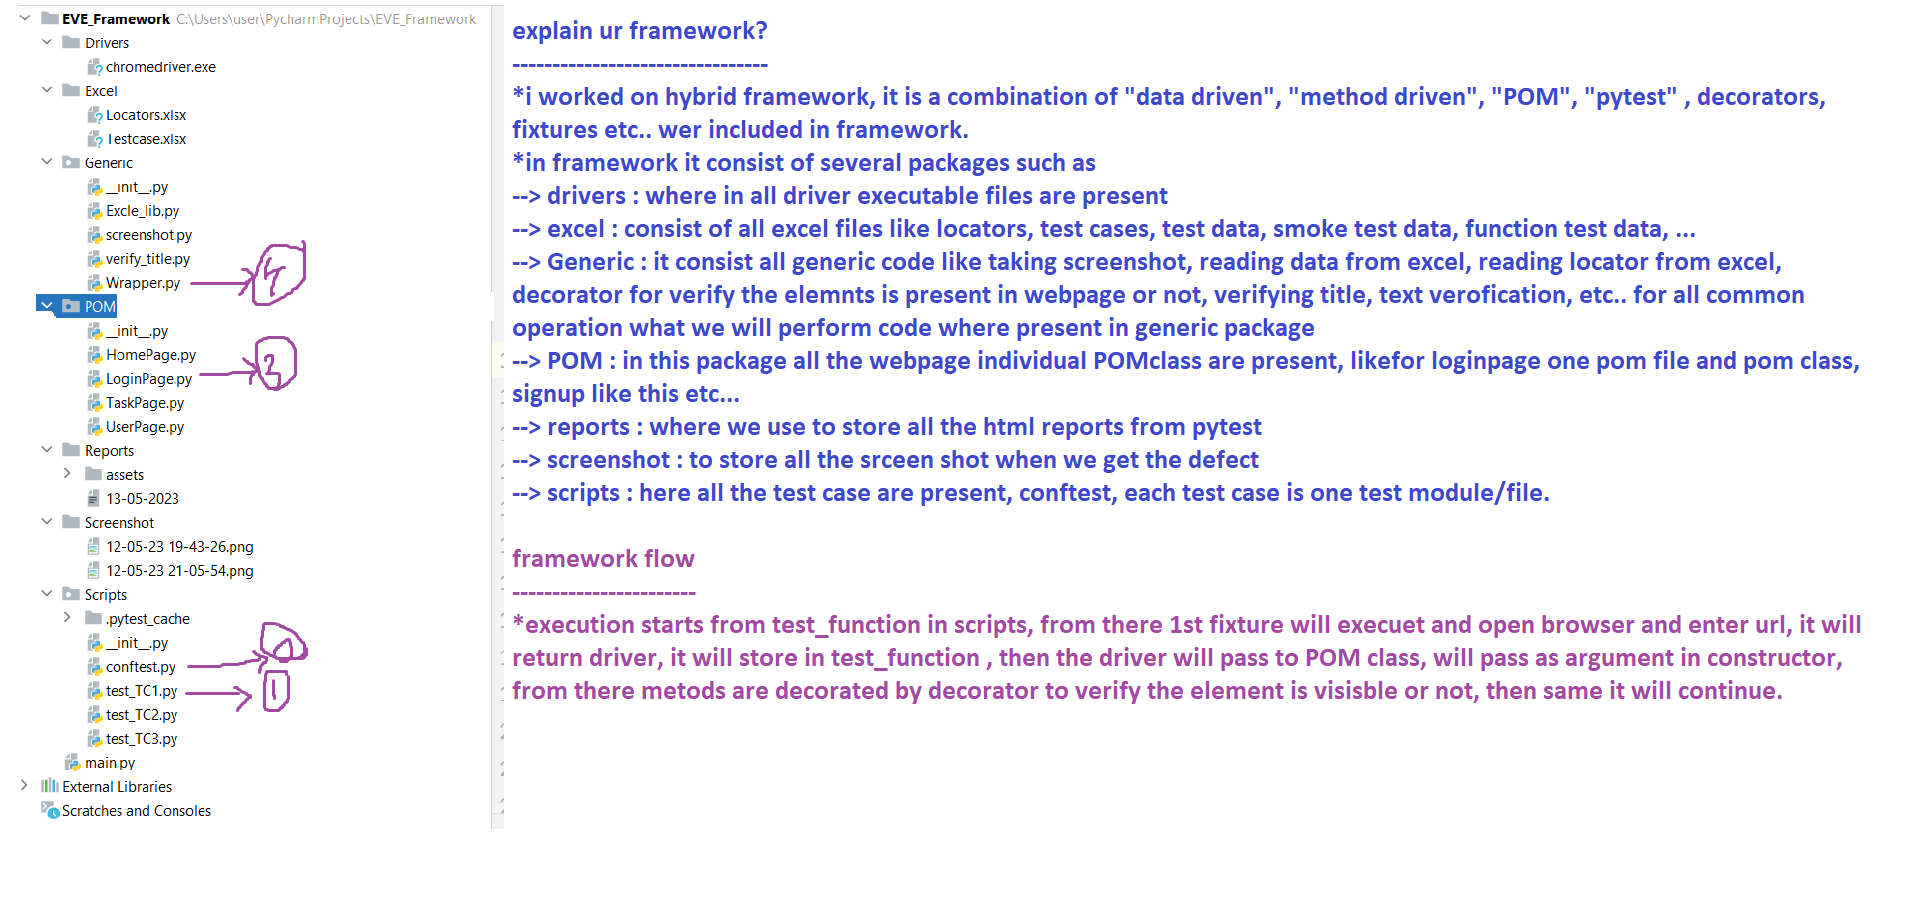 EVE_Framework C:\Users\user\PycharmProjects\EVE_Framework
Drivers
chromedriver.exe
Excel
Locators.xlsx
Testcase.xlsx
Generic
__init__.py
Excle_lib.py
screenshot.py
verify_title.py
Wrapper.py
4
POM
__init__.py
HomePage.py
LoginPage.py
TaskPage.py
UserPage.py
Reports
assets
13-05-2023
Screenshot
12-05-23 19-43-26.png
12-05-23 21-05-54.png
Scripts
.pytest_cache
__init__.py
conftest.py
test_TC1.py
1
test_TC2.py
test_TC3.py
main.py
External Libraries
Scratches and Consoles
explain ur framework?
--------------------------------
*i worked on hybrid framework, it is a combination of "data driven", "method driven", "POM", "pytest" , decorators,
fixtures etc.. wer included in framework.
*in framework it consist of several packages such as
--> drivers : where in all driver executable files are present
--> excel : consist of all excel files like locators, test cases, test data, smoke test data, function test data, ...
--> Generic : it consist all generic code like taking screenshot, reading data from excel, reading locator from excel,
decorator for verify the elemnts is present in webpage or not, verifying title, text verofication, etc.. for all common
operation what we will perform code where present in generic package
--> POM : in this package all the webpage individual POMclass are present, likefor loginpage one pom file and pom class,
signup like this etc...
--> reports : where we use to store all the html reports from pytest
--> screenshot : to store all the srceen shot when we get the defect
--> scripts : here all the test case are present, conftest, each test case is one test module/file.
framework flow
-----------------------
*execution starts from test_function in scripts, from there 1st fixture will execuet and open browser and enter url, it will
return driver, it will store in test_function , then the driver will pass to POM class, will pass as argument in constructor,
from there metods are decorated by decorator to verify the element is visisble or not, then same it will continue.